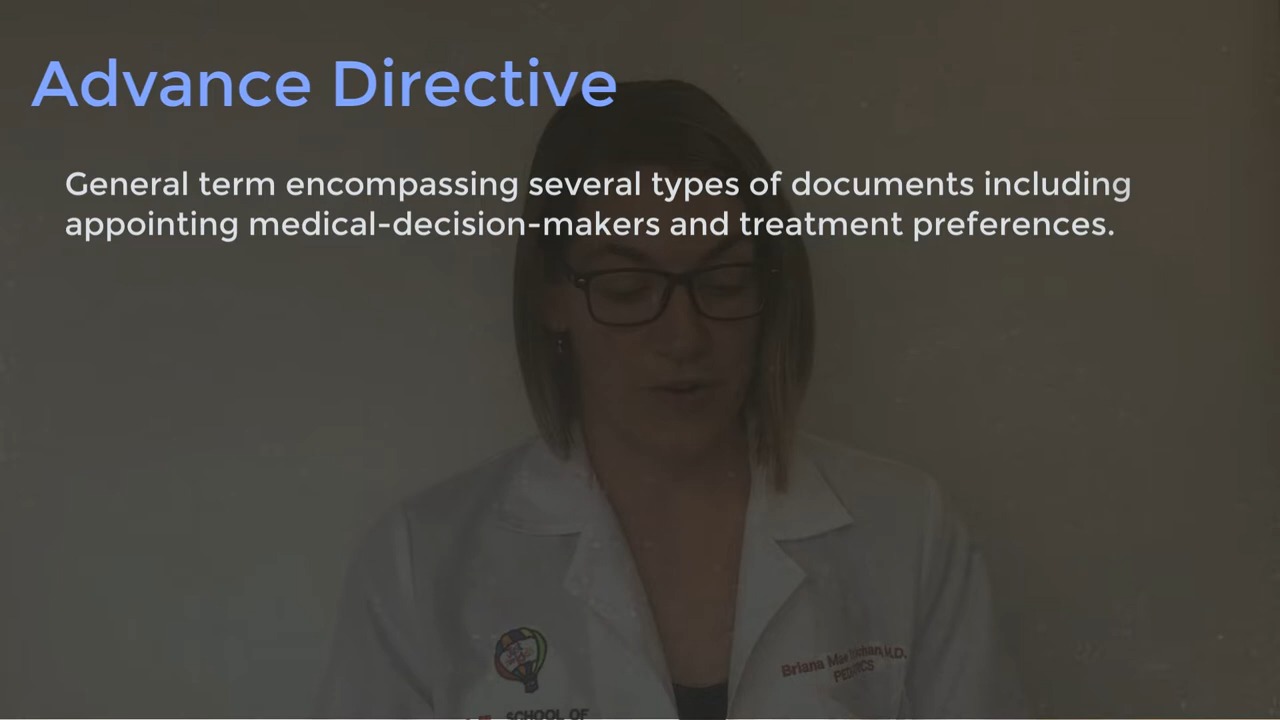 Advance Directive
General term encompassing several types of documents including
appointing medical-decision-makers and treatment preferences.
Briana M.D.
SCHOOL OF